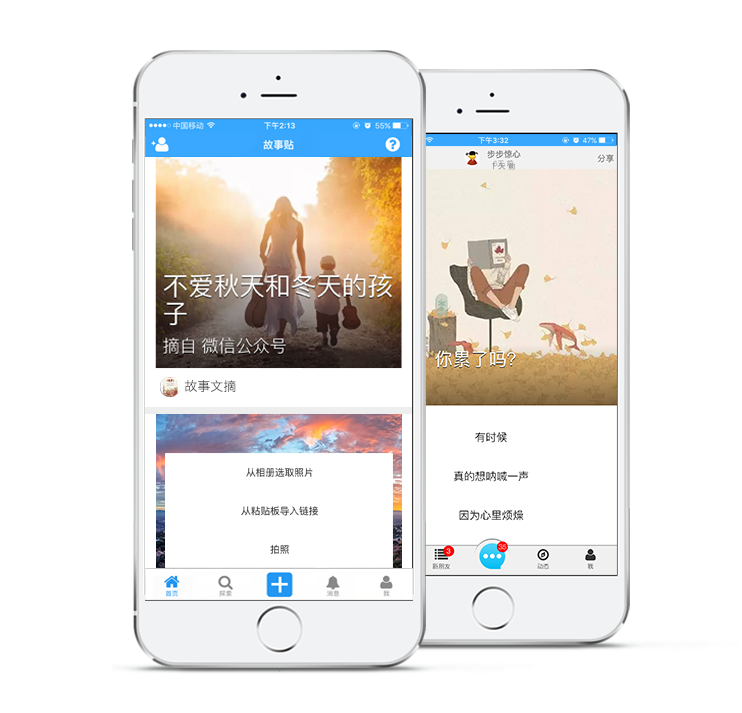 中国移动 下午2:13 55%
故事贴
不爱秋天和冬天的孩
子
摘自 微信公众号
故事文摘
从相册选取照片
从粘贴板导入链接
拍照
首页 探索 消息 我
下午3:32 47%
步步惊心
分享
你累了吗?
有时候
真的想呐喊一声
因为心里烦燥
3 35
新朋友 动态 我